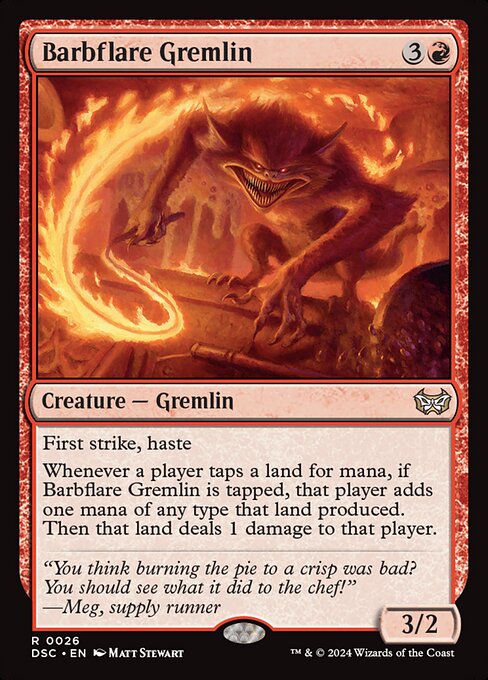 Barbflare Gremlin 3
Creature — Gremlin
First strike, haste
Whenever a player taps a land for mana, if
Barbflare Gremlin is tapped, that player adds
one mana of any type that land produced.
Then that land deals 1 damage to that player.
“You think burning the pie to a crisp was bad?
You should see what it did to the chef!”
—Meg, supply runner
3/2
R 0026
DSC • EN Matt Stewart
™ & © 2024 Wizards of the Coast